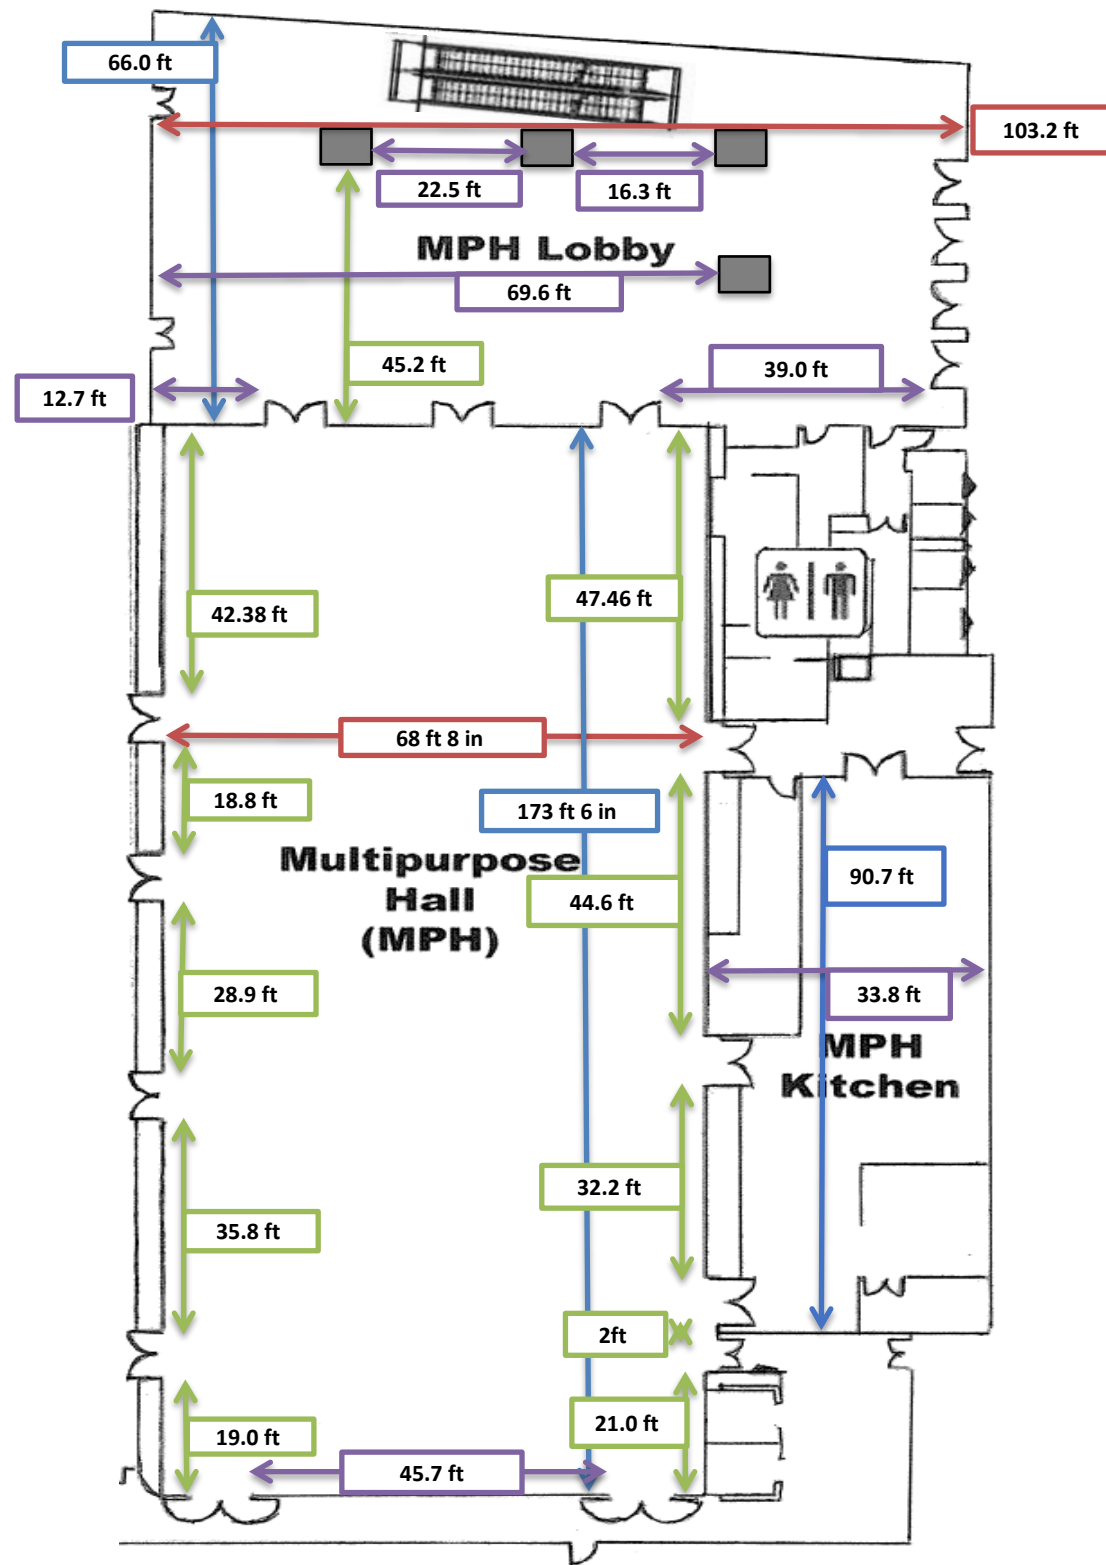 66.0 ft
103.2 ft
22.5 ft
16.3 ft
MPH Lobby
69.6 ft
45.2 ft
39.0 ft
12.7 ft
42.38 ft
47.46 ft
68 ft 8 in
18.8 ft
173 ft 6 in
Multipurpose
Hall
(MPH)
44.6 ft
90.7 ft
28.9 ft
33.8 ft
MPH
Kitchen
32.2 ft
35.8 ft
2ft
19.0 ft
21.0 ft
45.7 ft